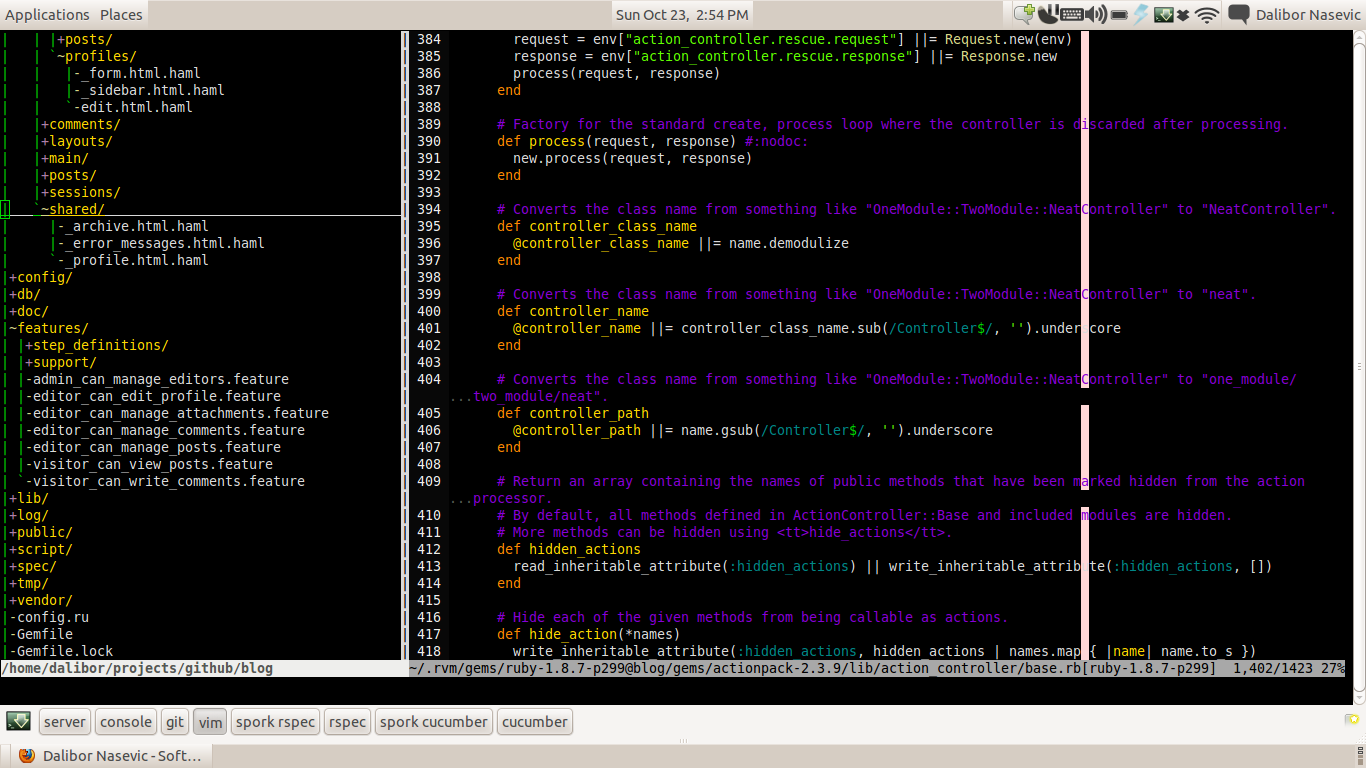 Applications Places Sun Oct 23, 2:54 PM Dalibor Nasevic
| | |+posts/
| | `~profiles/
| | |-_form.html.haml
| | |-_sidebar.html.haml
| | `-edit.html.haml
| |+comments/
| |+layouts/
| |+main/
| |+posts/
| |+sessions/
| `~shared/
| |-_archive.html.haml
| |-_error_messages.html.haml
| `-_profile.html.haml
|+config/
|+db/
|+doc/
|~features/
| |+step_definitions/
| |+support/
| |-admin_can_manage_editors.feature
| |-editor_can_edit_profile.feature
| |-editor_can_manage_attachments.feature
| |-editor_can_manage_comments.feature
| |-editor_can_manage_posts.feature
| |-visitor_can_view_posts.feature
| `-visitor_can_write_comments.feature
|+lib/
|+log/
|+public/
|+script/
|+spec/
|+tmp/
|+vendor/
|-config.ru
|-Gemfile
|-Gemfile.lock
/home/dalibor/projects/github/blog
384 request = env["action_controller.rescue.request"] ||= Request.new(env)
385 response = env["action_controller.rescue.response"] ||= Response.new
386 process(request, response)
387 end
388
389 # Factory for the standard create, process loop where the controller is discarded after processing.
390 def process(request, response) #:nodoc:
391 new.process(request, response)
392 end
393
394 # Converts the class name from something like "OneModule::TwoModule::NeatController" to "NeatController".
395 def controller_class_name
396 @controller_class_name ||= name.demodulize
397 end
398
399 # Converts the class name from something like "OneModule::TwoModule::NeatController" to "neat".
400 def controller_name
401 @controller_name ||= controller_class_name.sub(/Controller$/, '').underscore
402 end
403
404 # Converts the class name from something like "OneModule::TwoModule::NeatController" to "one_module/
...two_module/neat".
405 def controller_path
406 @controller_path ||= name.gsub(/Controller$/, '').underscore
407 end
408
409 # Return an array containing the names of public methods that have been marked hidden from the action
...processor.
410 # By default, all methods defined in ActionController::Base and included modules are hidden.
411 # More methods can be hidden using <tt>hide_actions</tt>.
412 def hidden_actions
413 read_inheritable_attribute(:hidden_actions) || write_inheritable_attribute(:hidden_actions, [])
414 end
415
416 # Hide each of the given methods from being callable as actions.
417 def hide_action(*names)
418 write_inheritable_attribute(:hidden_actions, hidden_actions | names.map { |name| name.to_s })
~/.rvm/gems/ruby-1.8.7-p299@blog/gems/actionpack-2.3.9/lib/action_controller/base.rb[ruby-1.8.7-p299] 1,402/1423 27%
server console git vim spork rspec rspec spork cucumber cucumber
Dalibor Nasevic - Soft...